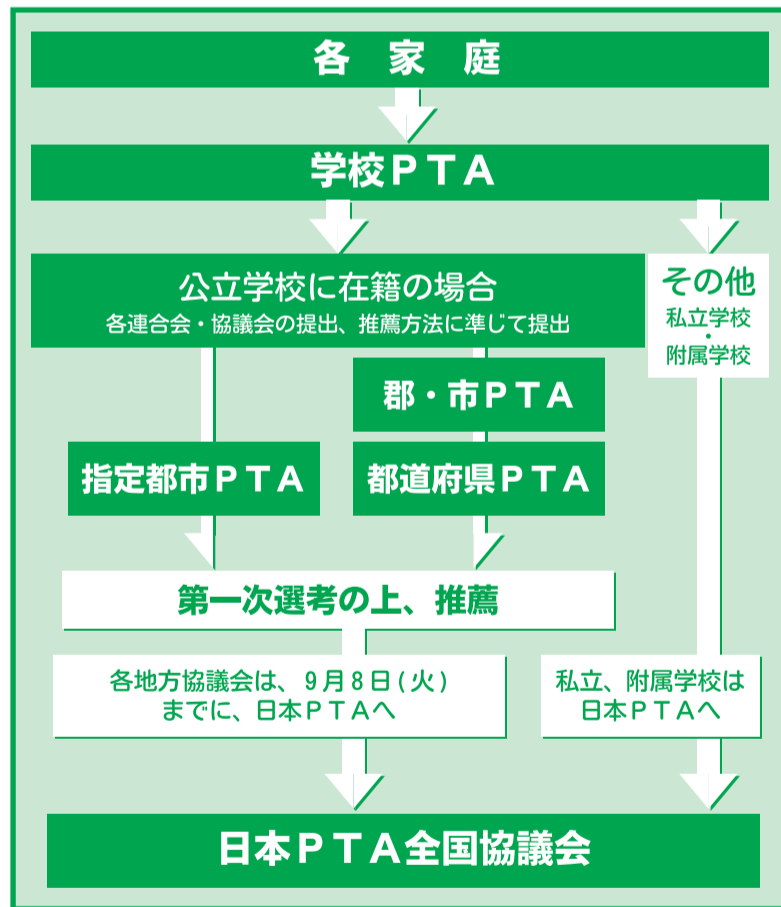 各　家　庭
学校ＰＴＡ
公立学校に在籍の場合
各連合会・協議会の提出、推薦方法に準じて提出
その他
私立学校
・
附属学校
郡・市ＰＴＡ
指定都市ＰＴＡ
都道府県ＰＴＡ
第一次選考の上、推薦
各地方協議会は、9月8日(火)
までに、日本ＰＴＡへ
私立、附属学校は
日本ＰＴＡへ
日本ＰＴＡ全国協議会